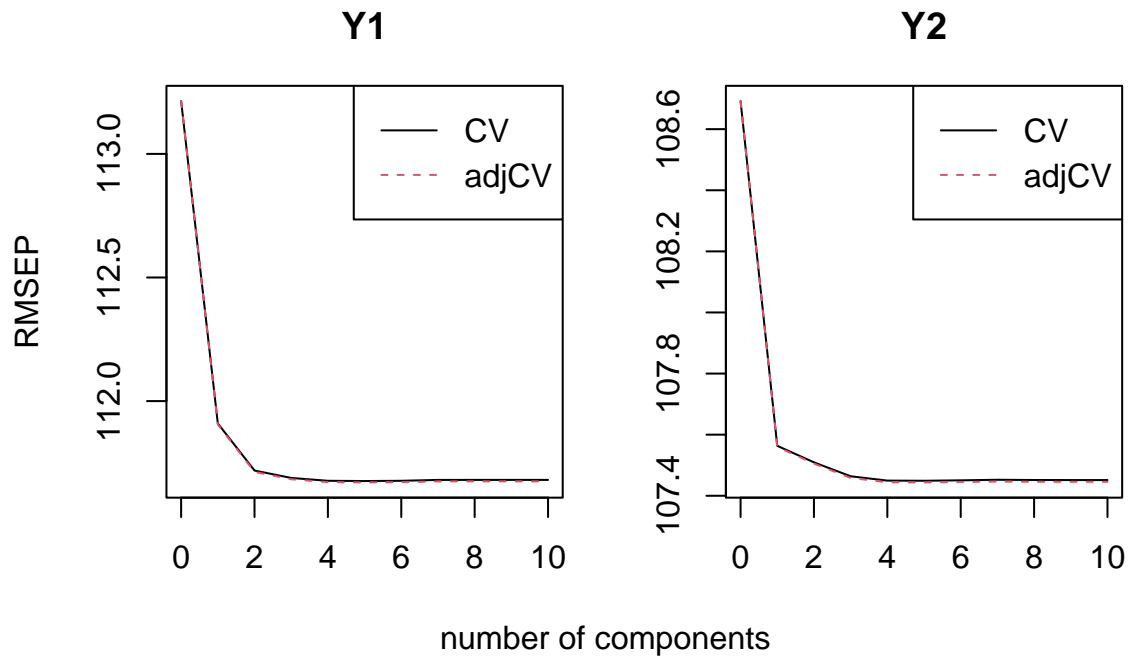 Y1
RMSEP
113.0
112.5
112.0
0 2 4 6 8 10
CV
adjCV
Y2
108.6
108.2
107.8
107.4
0 2 4 6 8 10
CV
adjCV
number of components